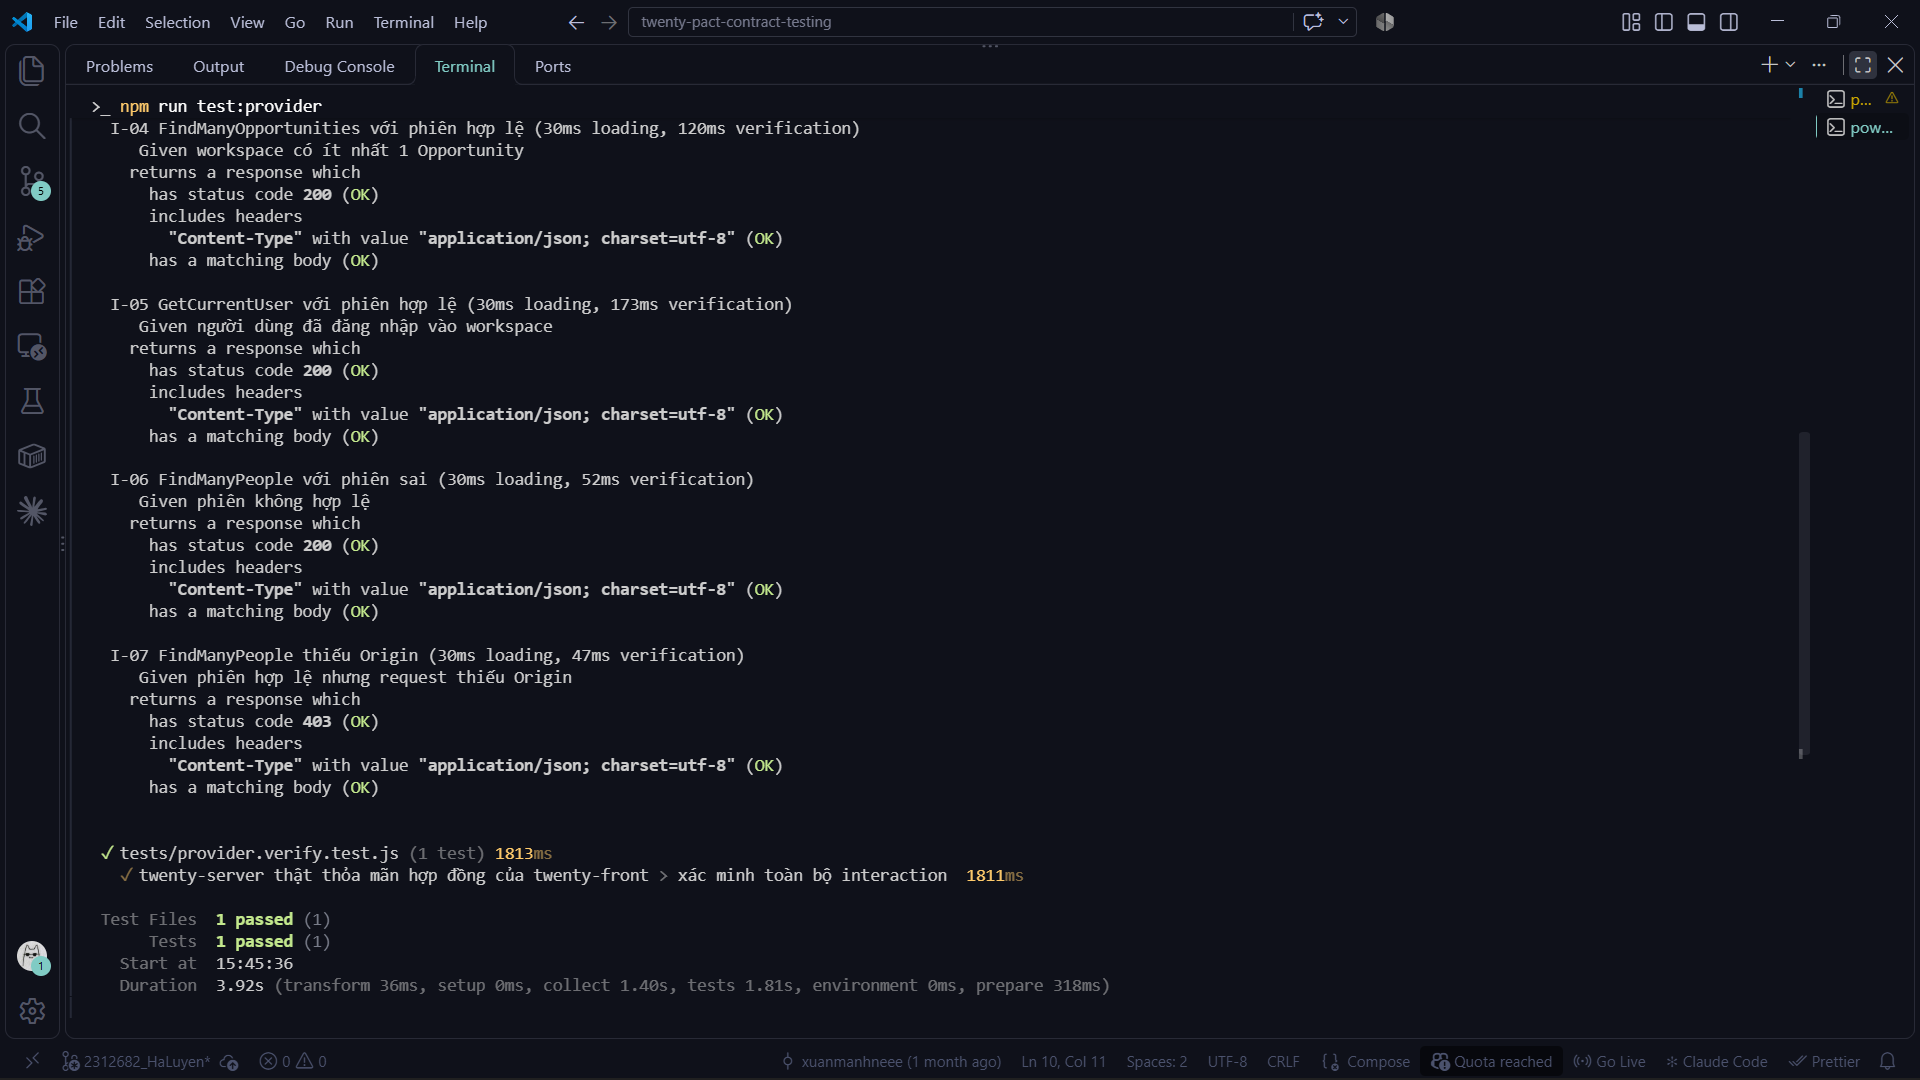 File Edit Selection View Go Run Terminal Help
twenty-pact-contract-testing
Problems Output Debug Console Terminal Ports
p...
pow...
>_ npm run test:provider
I-04 FindManyOpportunities với phiên hợp lệ (30ms loading, 120ms verification)
Given workspace có ít nhất 1 Opportunity
returns a response which
has status code 200 (OK)
includes headers
"Content-Type" with value "application/json; charset=utf-8" (OK)
has a matching body (OK)
I-05 GetCurrentUser với phiên hợp lệ (30ms loading, 173ms verification)
Given người dùng đã đăng nhập vào workspace
returns a response which
has status code 200 (OK)
includes headers
"Content-Type" with value "application/json; charset=utf-8" (OK)
has a matching body (OK)
I-06 FindManyPeople với phiên sai (30ms loading, 52ms verification)
Given phiên không hợp lệ
returns a response which
has status code 200 (OK)
includes headers
"Content-Type" with value "application/json; charset=utf-8" (OK)
has a matching body (OK)
I-07 FindManyPeople thiếu Origin (30ms loading, 47ms verification)
Given phiên hợp lệ nhưng request thiếu Origin
returns a response which
has status code 403 (OK)
includes headers
"Content-Type" with value "application/json; charset=utf-8" (OK)
has a matching body (OK)
✓ tests/provider.verify.test.js (1 test) 1813ms
✓ twenty-server thật thỏa mãn hợp đồng của twenty-front > xác minh toàn bộ interaction 1811ms
Test Files 1 passed (1)
Tests 1 passed (1)
Start at 15:45:36
Duration 3.92s (transform 36ms, setup 0ms, collect 1.40s, tests 1.81s, environment 0ms, prepare 318ms)
5
1
2312682_HaLuyen* 0 0 xuanmanhneee (1 month ago) Ln 10, Col 11 Spaces: 2 UTF-8 CRLF { } Compose Quota reached Go Live Claude Code Prettier